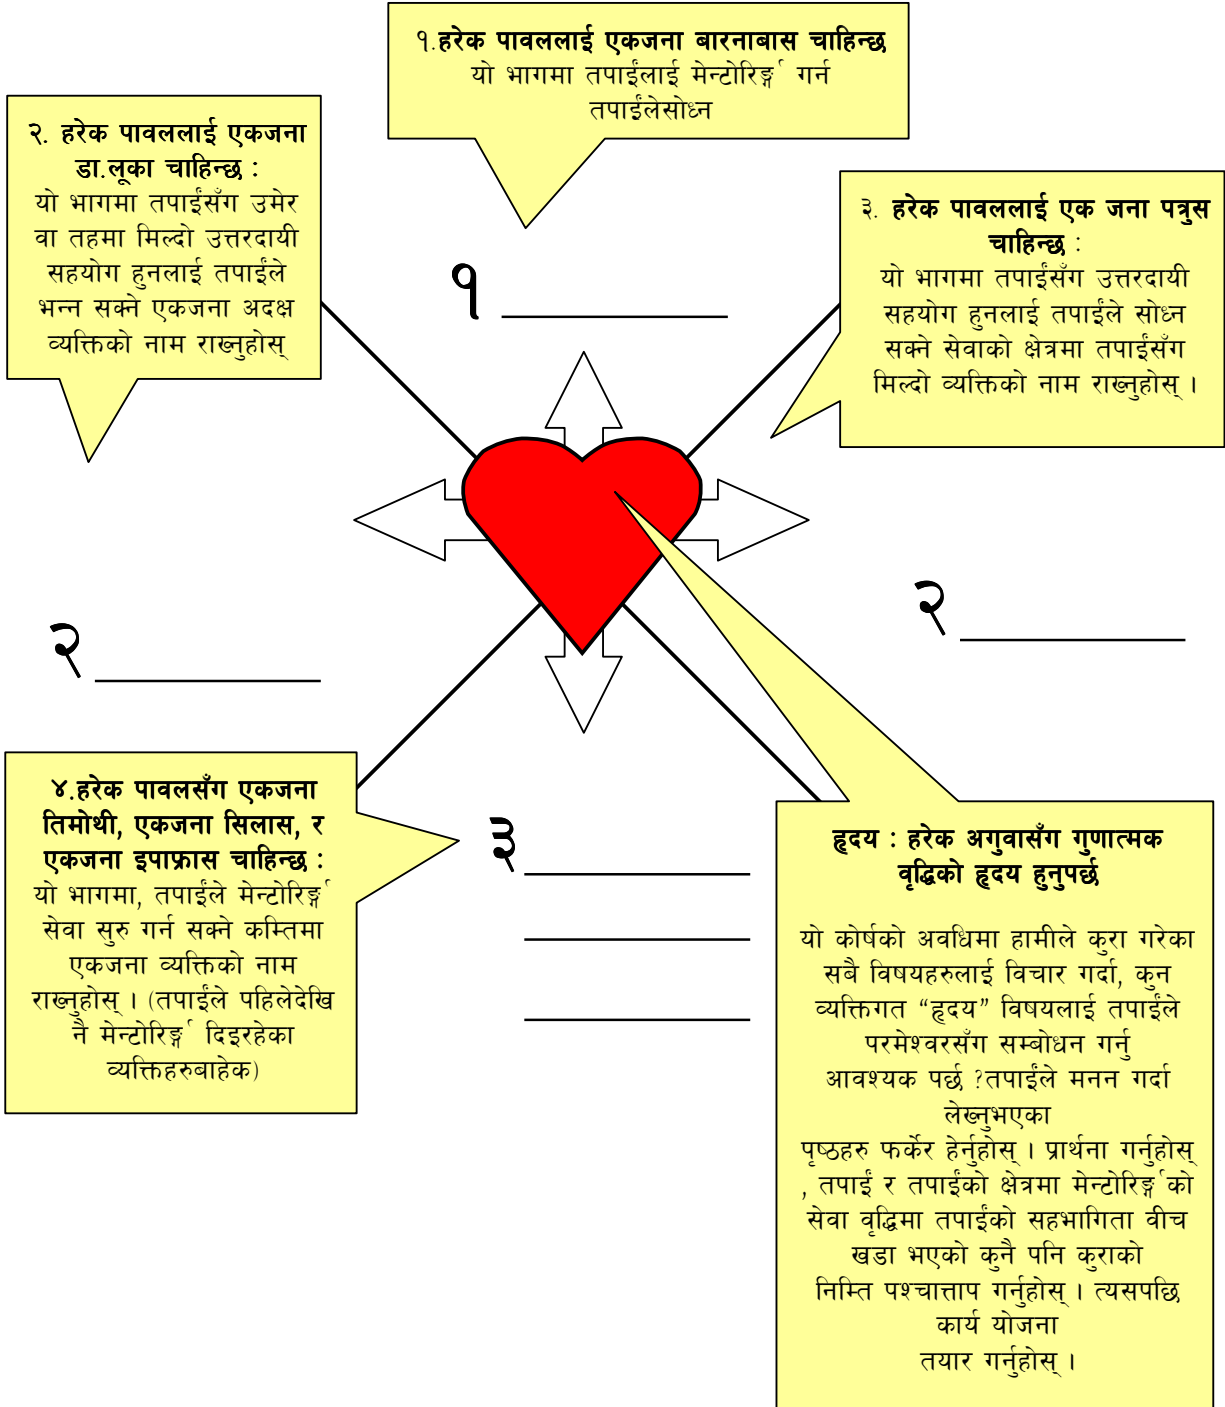 १.हरेक पावललाई एकजना बारनाबास चाहिन्छ
यो भागमा तपाईंलाई मेन्टोरिङ्र्ग गर्न
तपाईंलेसोध्न
२. हरेक पावललाई एकजना
डा.लूका चाहिन्छ :
यो भागमा तपाईंसँग उमेर
वा तहमा मिल्दो उत्तरदायी
सहयोग हुनलाई तपाईंले
भन्न सक्ने एकजना अदक्ष
व्यक्तिको नाम राख्नुहोस्
३. हरेक पावललाई एक जना पत्रुस
चाहिन्छ :
यो भागमा तपाईंसँग उत्तरदायी
सहयोग हुनलाई तपाईंले सोध्न
सक्ने सेवाको क्षेत्रमा तपाईंसँग
मिल्दो व्यक्तिको नाम राख्नुहोस् ।
१ ____________
२ ____________
२ ____________
४.हरेक पावलसँग एकजना
तिमोथी, एकजना सिलास, र
एकजना इपाफ्रास चाहिन्छ :
यो भागमा, तपाईंले मेन्टोरिङ्र्ग
सेवा सुरु गर्न सक्ने कम्तिमा
एकजना व्यक्तिको नाम
राख्नुहोस् । (तपाईंले पहिलेदेखि
नै मेन्टोरिङ्र्ग दिइरहेका
व्यक्तिहरुबाहेक)
३ ____________
____________
____________
हृदय : हरेक अगुवासँग गुणात्मक
वृद्धिको हृदय हुनुपर्छ
यो कोर्षको अवधिमा हामीले कुरा गरेका
सबै विषयहरुलाई विचार गर्दा, कुन
व्यक्तिगत “हृदय” विषयलाई तपाईंले
परमेश्वरसँग सम्बोधन गर्नु
आवश्यक पर्छ ?तपाईंले मनन गर्दा
लेख्नुभएका
पृष्ठहरु फर्केर हेर्नुहोस् । प्रार्थना गर्नुहोस्
, तपाईं र तपाईंको क्षेत्रमा मेन्टोरिङ्र्गको
सेवा वृद्धिमा तपाईंको सहभागिता वीच
खडा भएको कुनै पनि कुराको
निम्ति पश्चात्ताप गर्नुहोस् । त्यसपछि
कार्य योजना
तयार गर्नुहोस् ।